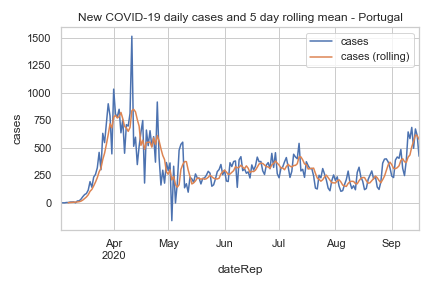 New COVID-19 daily cases and 5 day rolling mean - Portugal
cases
cases (rolling)
1500
1250
1000
750
500
250
0
cases
Apr
2020
May
Jun
Jul
Aug
Sep
dateRep